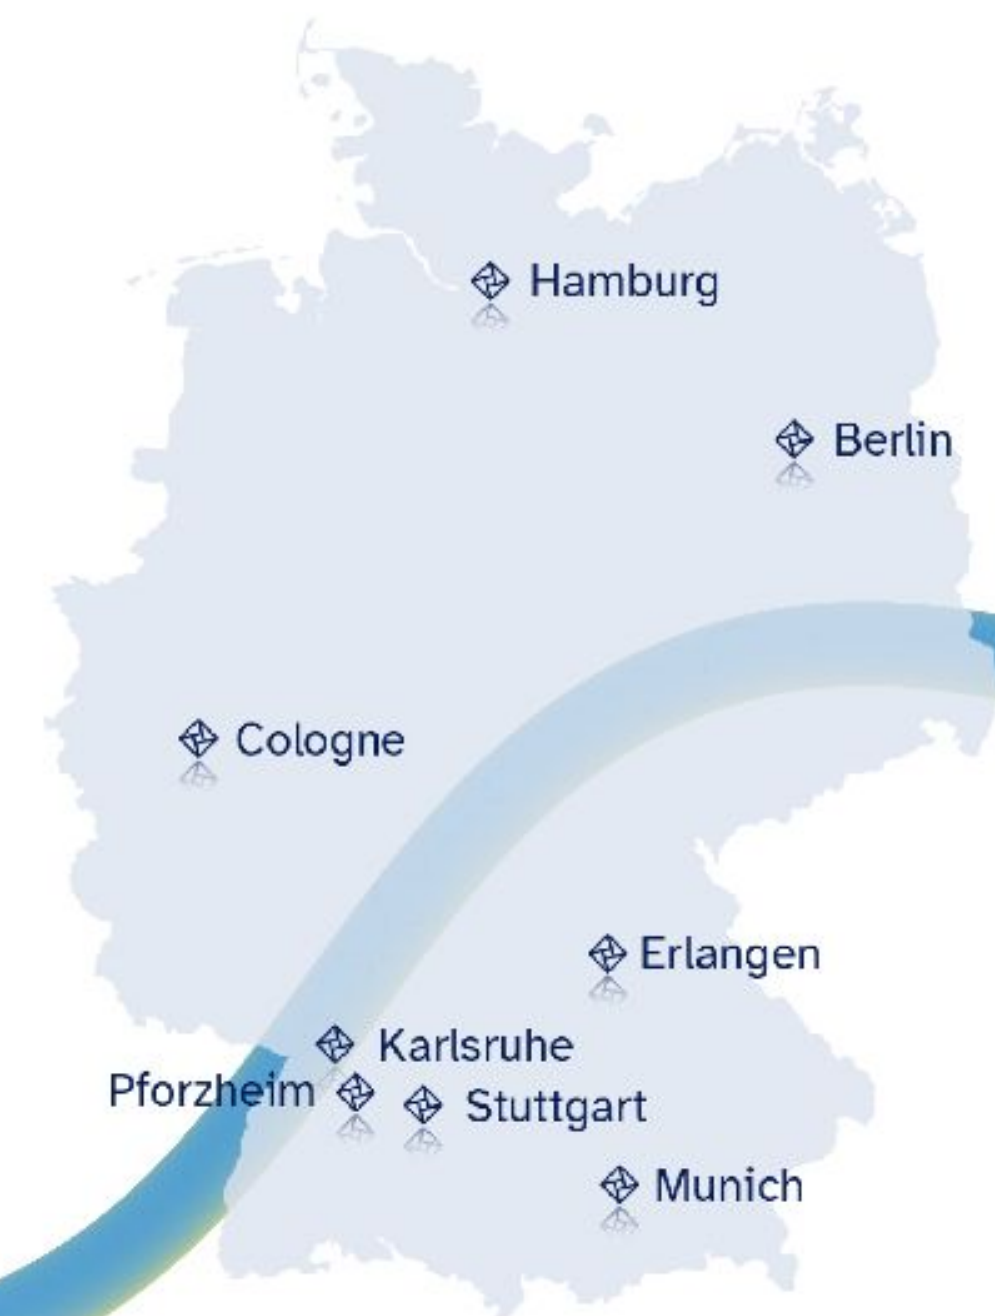 Hamburg
Berlin
Cologne
Erlangen
Karlsruhe
Pforzheim
Stuttgart
Munich